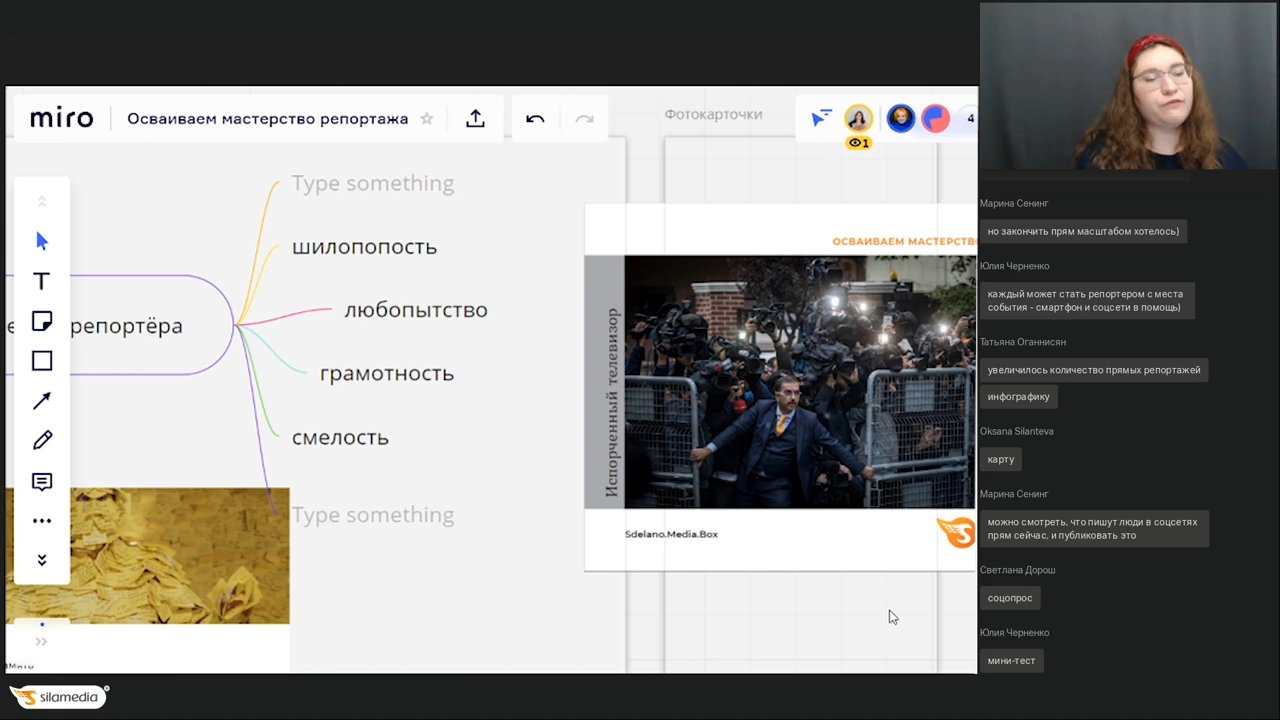 miro
Осваиваем мастерство репортажа
Фотокарточки
4
1
Type something
шилопопость
любопытство
репортёра
грамотность
смелость
Type something
ОСВАИВАЕМ МАСТЕРСТВ
Испорченный телевизор
Sdelano.Media.Box
silamedia
Марина Сенинг
но закончить прям масштабом хотелось)
Юлия Черненко
каждый может стать репортером с места
события - смартфон и соцсети в помощь)
Татьяна Оганнисян
увеличилось количество прямых репортажей
инфографику
Oksana Silanteva
карту
Марина Сенинг
можно смотреть, что пишут люди в соцсетях
прям сейчас, и публиковать это
Светлана Дорош
соцопрос
Юлия Черненко
мини-тест